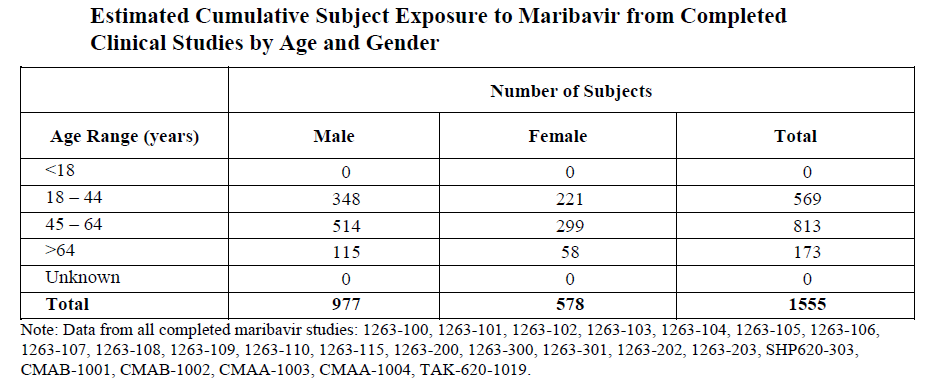 Estimated Cumulative Subject Exposure to Maribavir from Completed
Clinical Studies by Age and Gender
Number of Subjects
Age Range (years) Male Female Total
<18 0 0 0
18 – 44 348 221 569
45 – 64 514 299 813
>64 115 58 173
Unknown 0 0 0
Total 977 578 1555
Note: Data from all completed maribavir studies: 1263-100, 1263-101, 1263-102, 1263-103, 1263-104, 1263-105, 1263-106,
1263-107, 1263-108, 1263-109, 1263-110, 1263-115, 1263-200, 1263-300, 1263-301, 1263-202, 1263-203, SHP620-303,
CMAB-1001, CMAB-1002, CMAA-1003, CMAA-1004, TAK-620-1019.